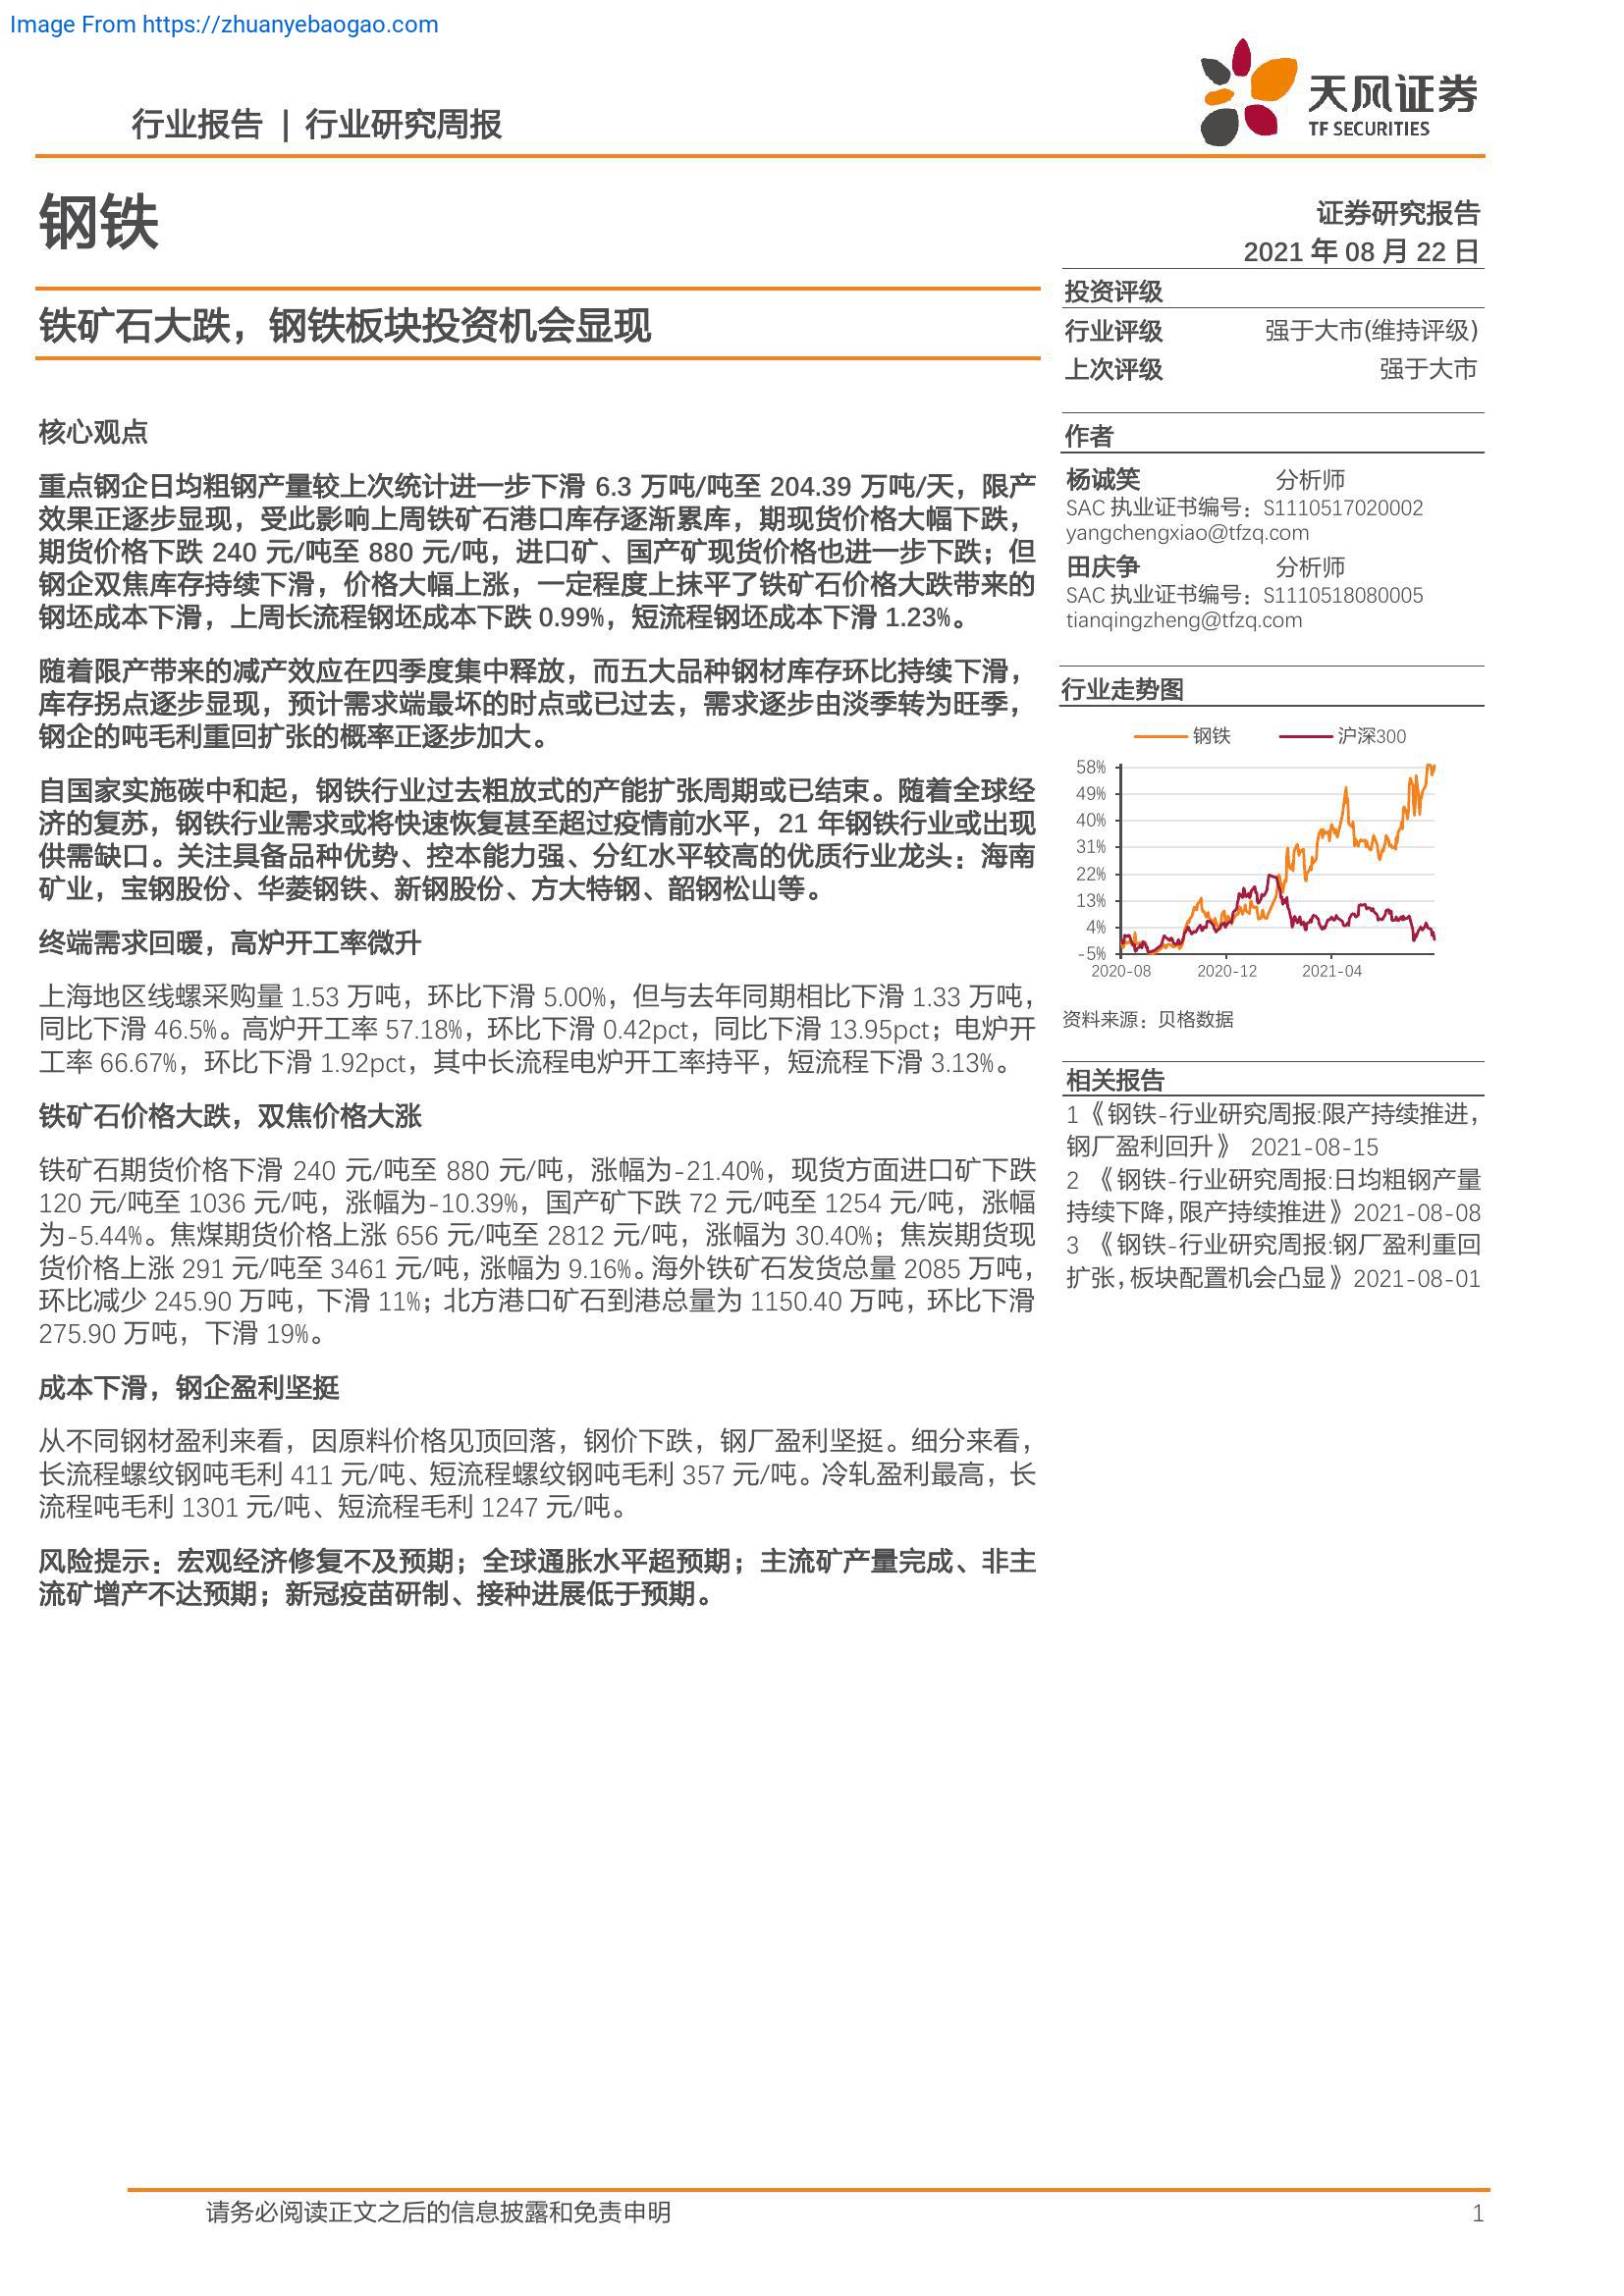 Image From https://zhuanyebaogao.com
行业报告 | 行业研究周报
天风证券
TF SECURITIES
钢铁
证券研究报告
2021 年 08 月 22 日
铁矿石大跌，钢铁板块投资机会显现
投资评级
行业评级 强于大市(维持评级)
上次评级 强于大市
核心观点
重点钢企日均粗钢产量较上次统计进一步下滑 6.3 万吨/吨至 204.39 万吨/天，限产
效果正逐步显现，受此影响上周铁矿石港口库存逐渐累库，期现货价格大幅下跌，
期货价格下跌 240 元/吨至 880 元/吨，进口矿、国产矿现货价格也进一步下跌；但
钢企双焦库存持续下滑，价格大幅上涨，一定程度上抹平了铁矿石价格大跌带来的
钢坯成本下滑，上周长流程钢坯成本下跌 0.99%，短流程钢坯成本下滑 1.23%。
随着限产带来的减产效应在四季度集中释放，而五大品种钢材库存环比持续下滑，
库存拐点逐步显现，预计需求端最坏的时点或已过去，需求逐步由淡季转为旺季，
钢企的吨毛利重回扩张的概率正逐步加大。
自国家实施碳中和起，钢铁行业过去粗放式的产能扩张周期或已结束。随着全球经
济的复苏，钢铁行业需求或将快速恢复甚至超过疫情前水平，21 年钢铁行业或出现
供需缺口。关注具备品种优势、控本能力强、分红水平较高的优质行业龙头：海南
矿业，宝钢股份、华菱钢铁、新钢股份、方大特钢、韶钢松山等。
终端需求回暖，高炉开工率微升
上海地区线螺采购量 1.53 万吨，环比下滑 5.00%，但与去年同期相比下滑 1.33 万吨，
同比下滑 46.5%。高炉开工率 57.18%，环比下滑 0.42pct，同比下滑 13.95pct；电炉开
工率 66.67%，环比下滑 1.92pct，其中长流程电炉开工率持平，短流程下滑 3.13%。
铁矿石价格大跌，双焦价格大涨
铁矿石期货价格下滑 240 元/吨至 880 元/吨，涨幅为-21.40%，现货方面进口矿下跌
120 元/吨至 1036 元/吨，涨幅为-10.39%，国产矿下跌 72 元/吨至 1254 元/吨，涨幅
为-5.44%。焦煤期货价格上涨 656 元/吨至 2812 元/吨，涨幅为 30.40%；焦炭期货现
货价格上涨 291 元/吨至 3461 元/吨，涨幅为 9.16%。海外铁矿石发货总量 2085 万吨，
环比减少 245.90 万吨，下滑 11%；北方港口矿石到港总量为 1150.40 万吨，环比下滑
275.90 万吨，下滑 19%。
成本下滑，钢企盈利坚挺
从不同钢材盈利来看，因原料价格见顶回落，钢价下跌，钢厂盈利坚挺。细分来看，
长流程螺纹钢吨毛利 411 元/吨、短流程螺纹钢吨毛利 357 元/吨。冷轧盈利最高，长
流程吨毛利 1301 元/吨、短流程毛利 1247 元/吨。
风险提示：宏观经济修复不及预期；全球通胀水平超预期；主流矿产量完成、非主
流矿增产不达预期；新冠疫苗研制、接种进展低于预期。
作者
杨诚笑 分析师
SAC 执业证书编号：S1110517020002
yangchengxiao@tfzq.com
田庆争 分析师
SAC 执业证书编号：S1110518080005
tianqingzheng@tfzq.com
行业走势图
钢铁 沪深300
58%
49%
40%
31%
22%
13%
4%
-5%
2020-08 2020-12 2021-04
资料来源：贝格数据
相关报告
1《钢铁-行业研究周报:限产持续推进，
钢厂盈利回升》 2021-08-15
2 《钢铁-行业研究周报:日均粗钢产量
持续下降，限产持续推进》2021-08-08
3 《钢铁-行业研究周报:钢厂盈利重回
扩张，板块配置机会凸显》2021-08-01
请务必阅读正文之后的信息披露和免责申明 1